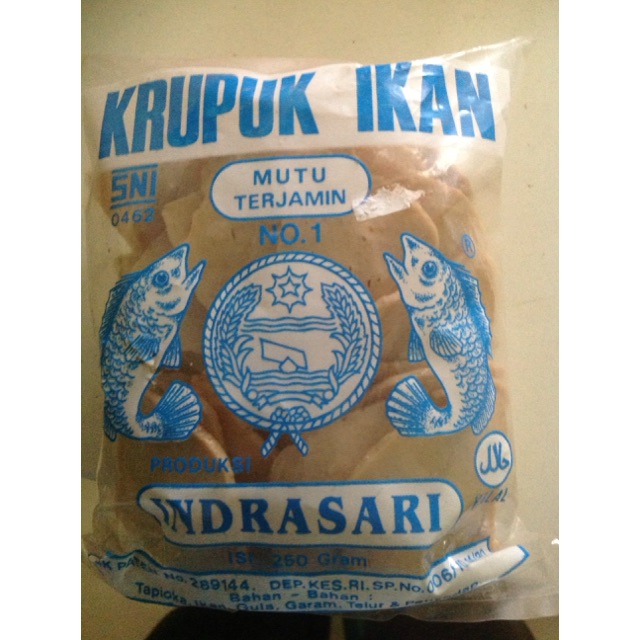 KRUPUK IKAN
SNI
0462
MUTU
TERJAMIN
NO.1
®
PRODUKSI
INDRASARI
HALAL
ISI 250 Gram
No. 289144. DEP.KES.RI.SP.No.
Bahan - Bahan :
Tapioka, Ikan, Gula, Garam, Telur &